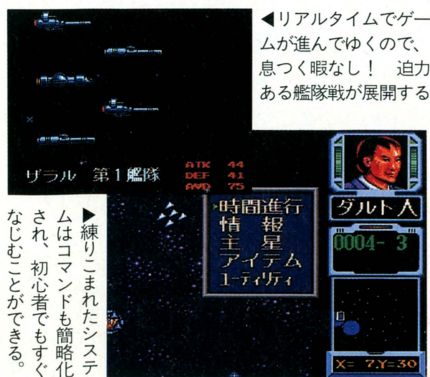 ◀リアルタイムでゲー
ムが進んでゆくので、
息つく暇なし！　迫力
ある艦隊戦が展開する
ザラル 第1艦隊
ATK 44
DEF 41
AWD 75
時間進行
情 報
主 星
アイテム
ユーティリティ
ダルト人
0004- 3
X= 7,Y=30
▶練りこまれたシステ
ムはコマンドも簡略化
され、初心者でもすぐ
なじむことができる。